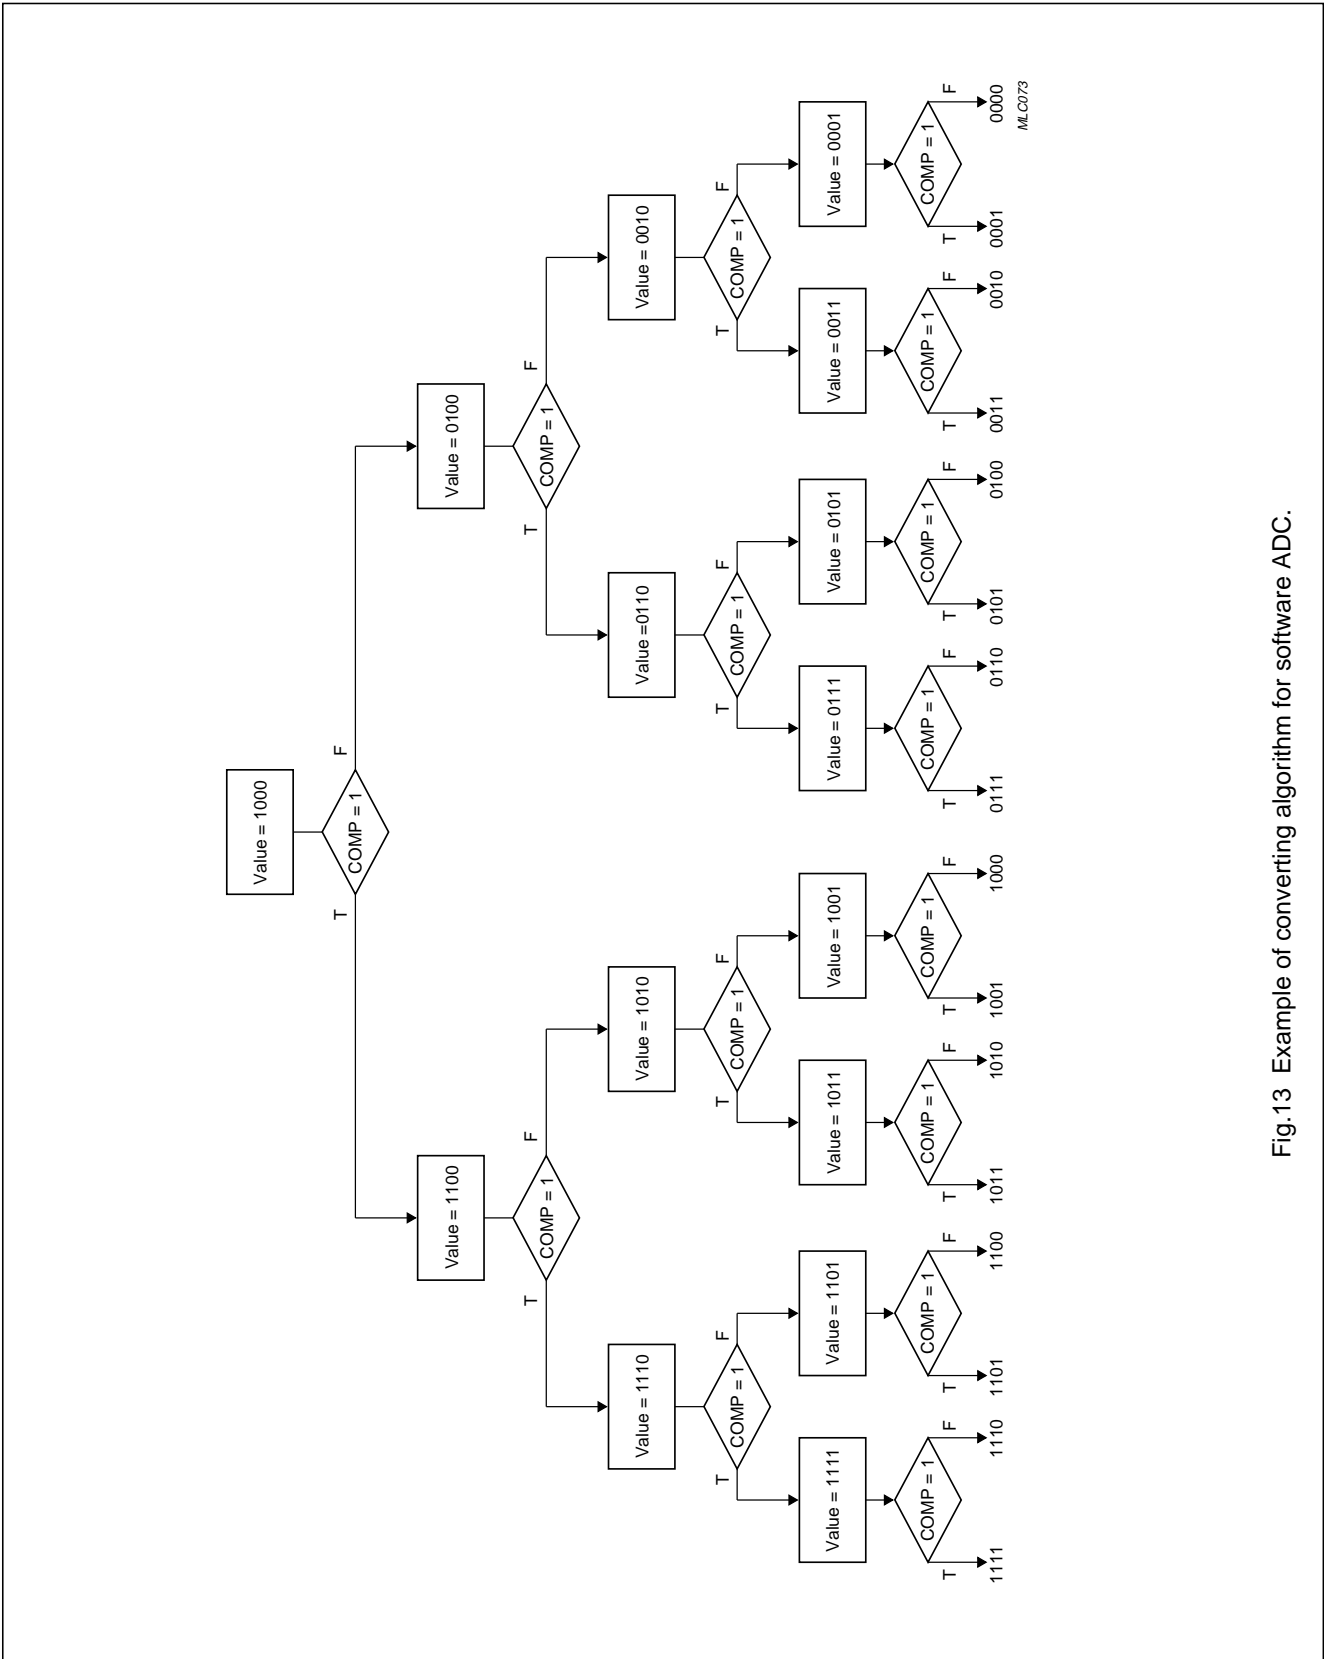 Value = 1000
T
COMP = 1
F
Value = 1100
Value = 0100
T
COMP = 1
F
T
COMP = 1
F
Value = 1110
Value = 1010
Value =0110
Value = 0010
T
COMP = 1
F
T
COMP = 1
F
T
COMP = 1
F
T
COMP = 1
F
Value = 1111
Value = 1101
Value = 1011
Value = 1001
Value = 0111
Value = 0101
Value = 0011
Value = 0001
T
COMP = 1
F
T
COMP = 1
F
T
COMP = 1
F
T
COMP = 1
F
T
COMP = 1
F
T
COMP = 1
F
T
COMP = 1
F
T
COMP = 1
F
1111
1110
1101
1100
1011
1010
1001
1000
0111
0110
0101
0100
0011
0010
0001
0000
MLC073
Fig.13 Example of converting algorithm for software ADC.